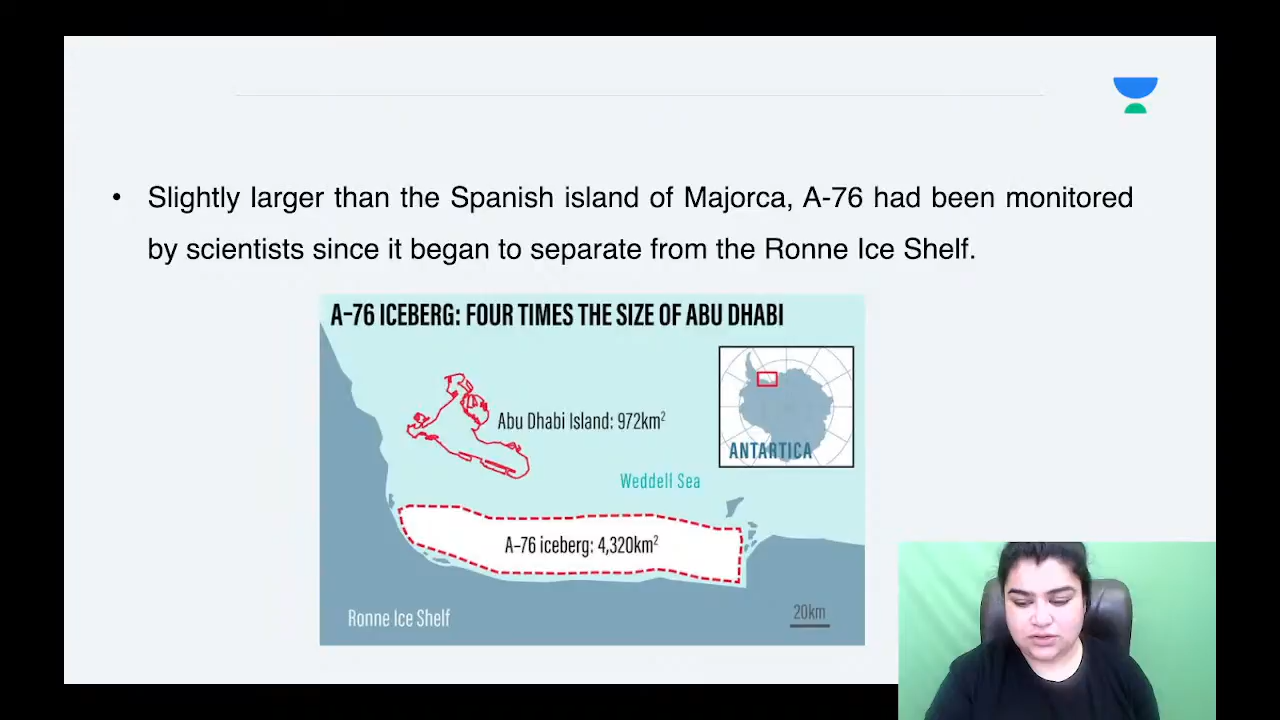 • Slightly larger than the Spanish island of Majorca, A-76 had been monitored
by scientists since it began to separate from the Ronne Ice Shelf.
A-76 ICEBERG: FOUR TIMES THE SIZE OF ABU DHABI
Abu Dhabi Island: 972km²
ANTARTICA
Weddell Sea
A-76 iceberg: 4,320km²
Ronne Ice Shelf
20km